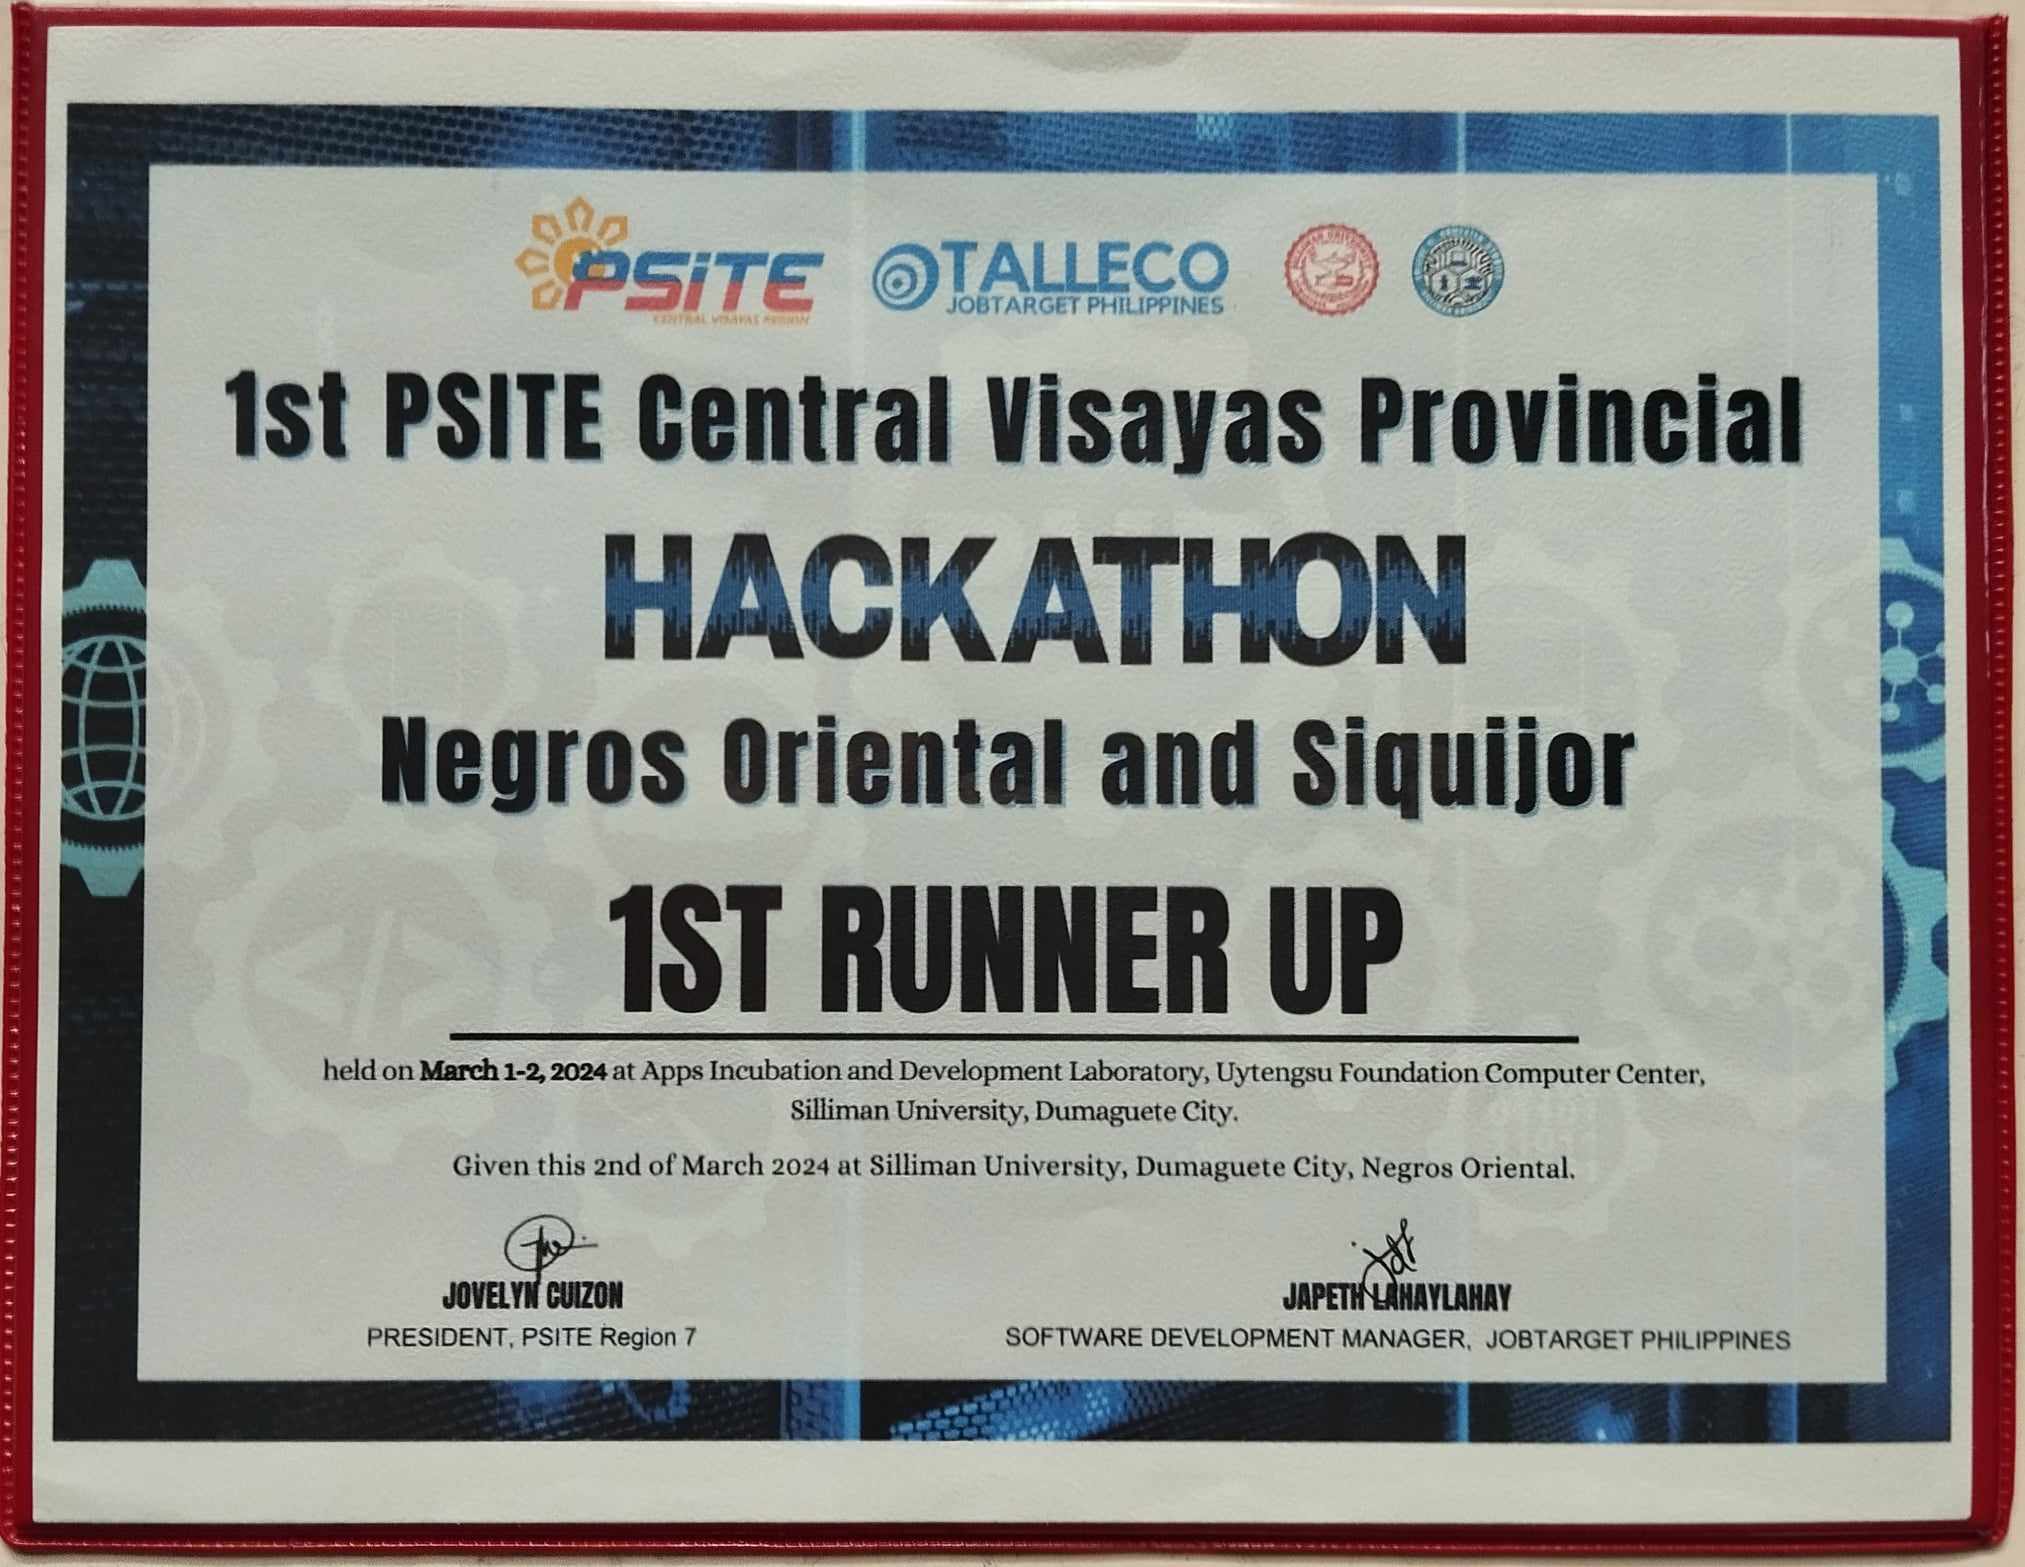 PSITE
CENTRAL VISAYAS REGION
TALLECO
JOBTARGET PHILIPPINES
1st PSITE Central Visayas Provincial
HACKATHON
Negros Oriental and Siquijor
1ST RUNNER UP
held on March 1-2, 2024 at Apps Incubation and Development Laboratory, Uytengsu Foundation Computer Center,
Silliman University, Dumaguete City.
Given this 2nd of March 2024 at Silliman University, Dumaguete City, Negros Oriental.
JOVELYN CUIZON
PRESIDENT, PSITE Region 7
JAPETH LAHAYLAHAY
SOFTWARE DEVELOPMENT MANAGER, JOBTARGET PHILIPPINES